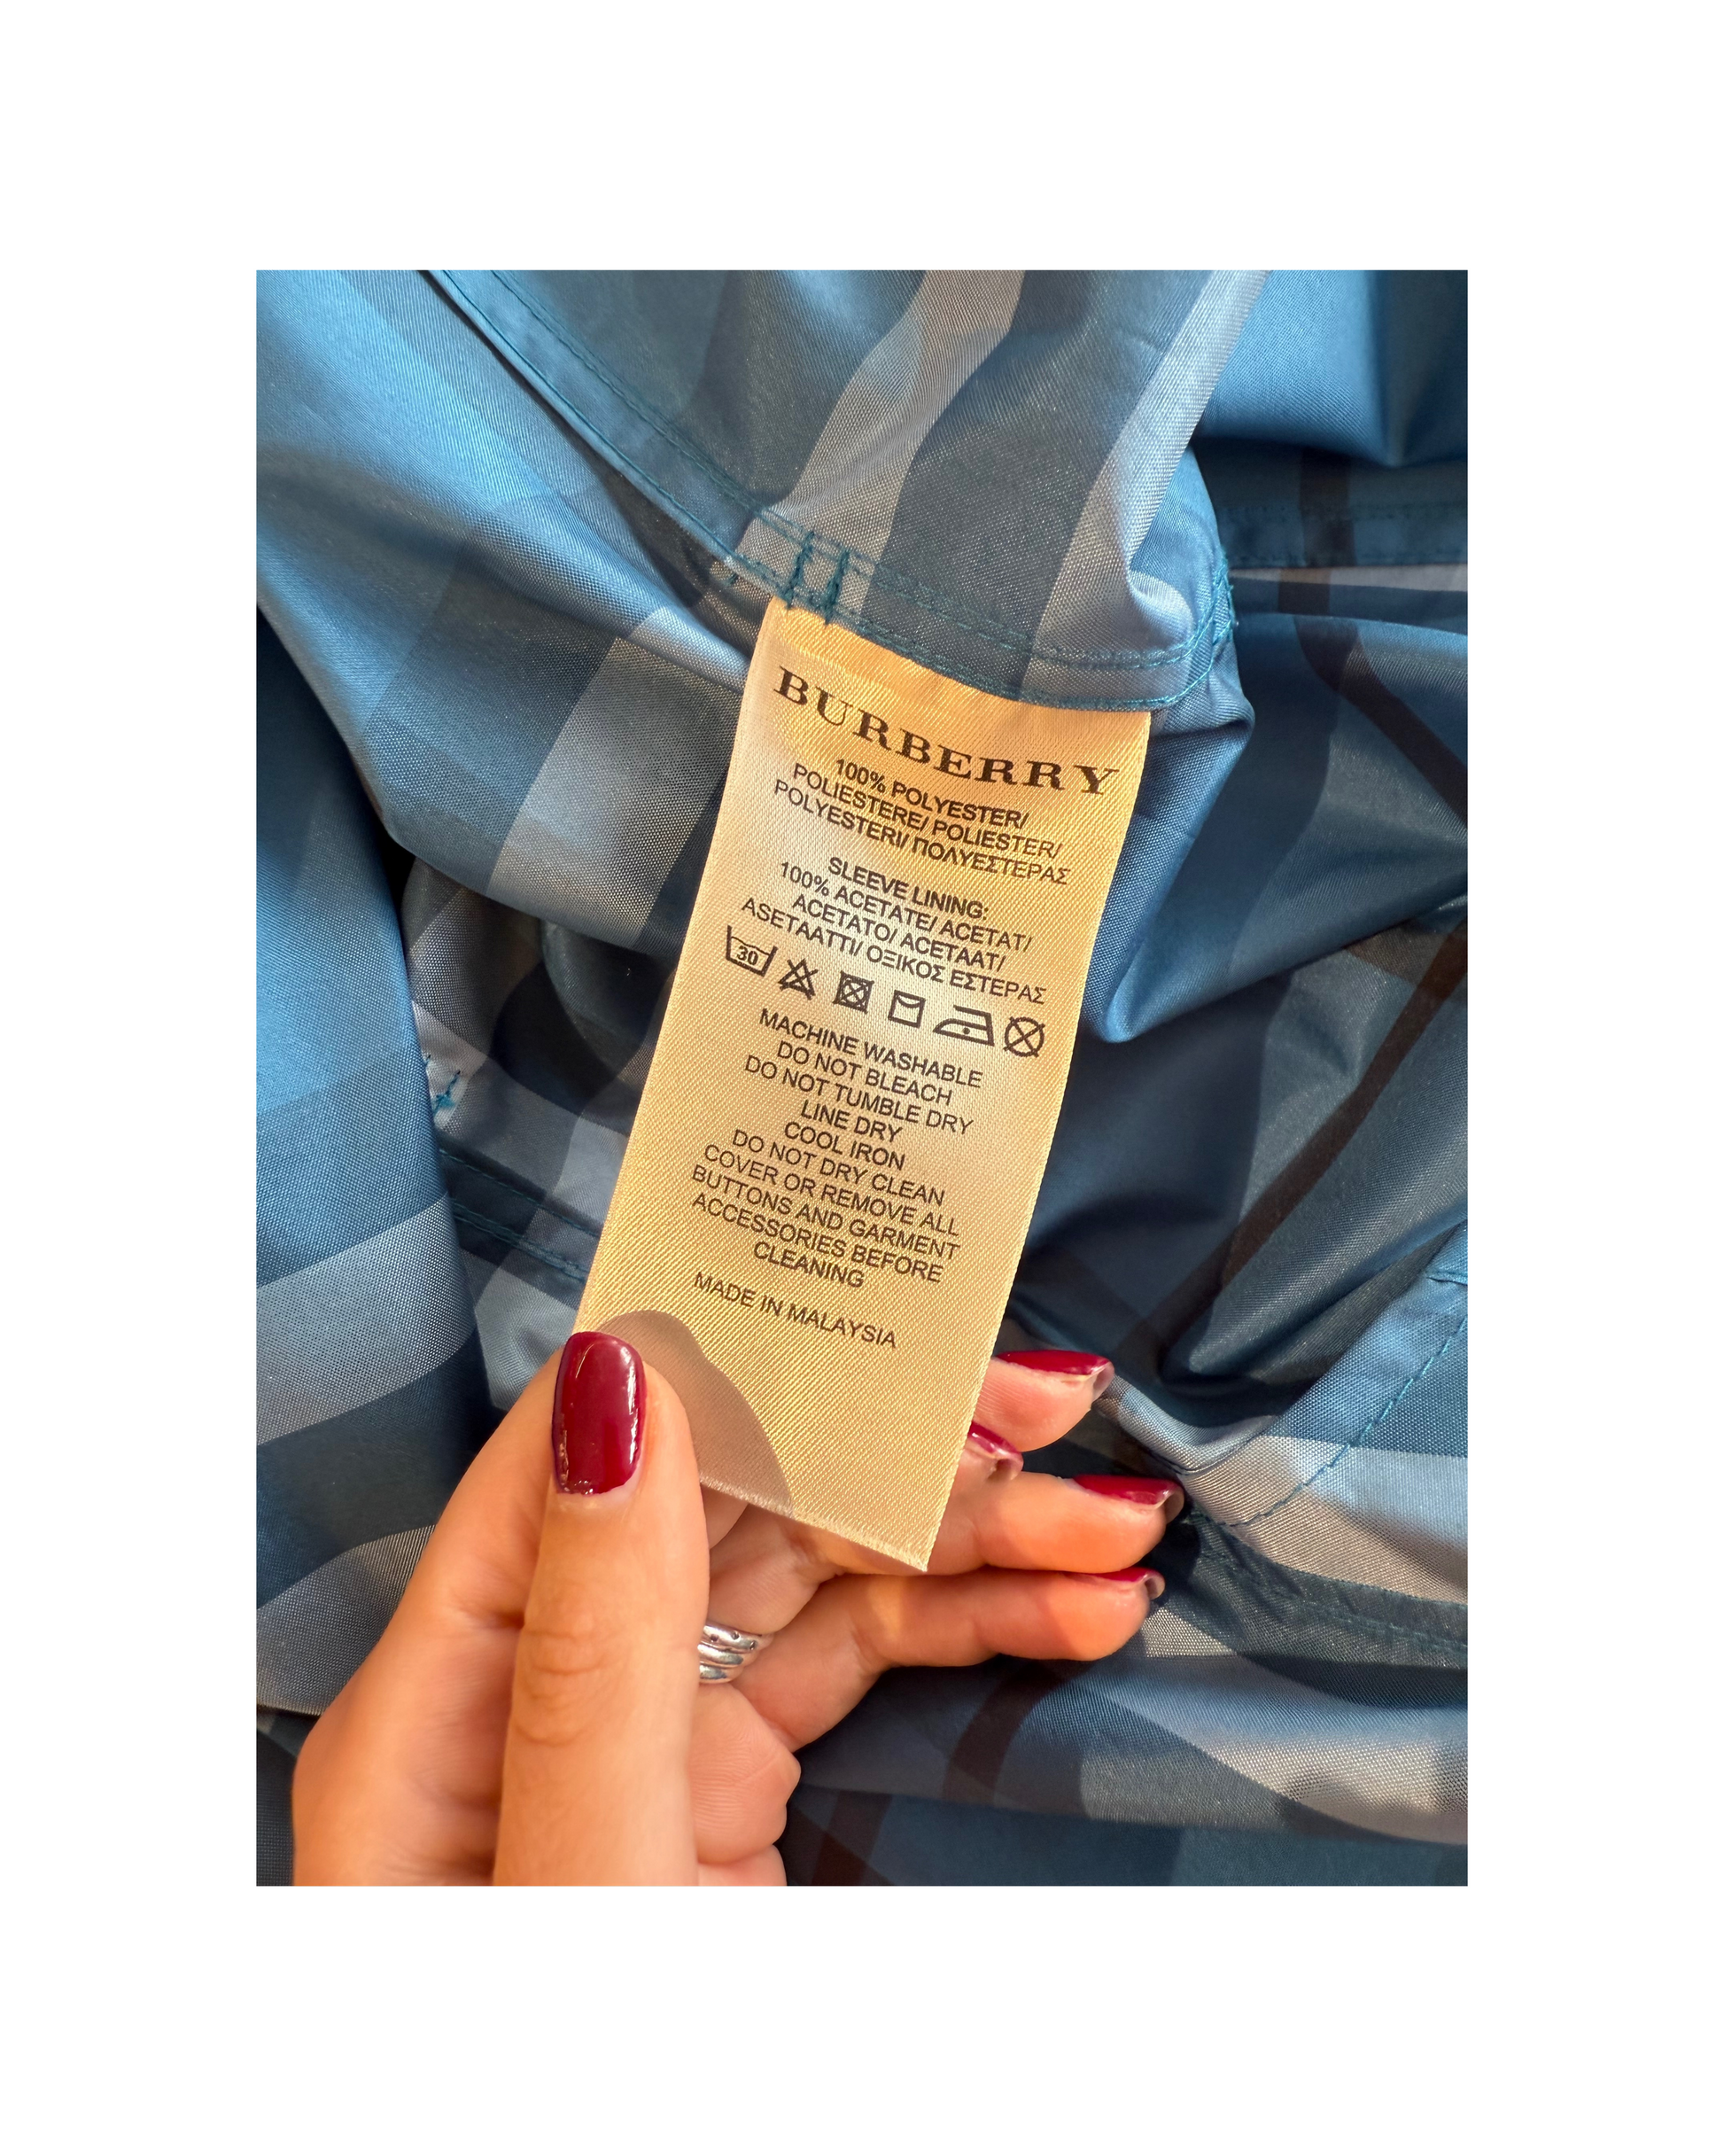 BURBERRY
100% POLYESTER/
POLIESTERE/ POLIESTER/
POLYESTERI/ ΠΟΛΥΕΣΤΕΡΑΣ
SLEEVE LINING:
100% ACETATE/ ACETAT/
ACETATO/ ACETAAT/
ASETAATTI/ ΟΞΙΚΟΣ ΕΣΤΕΡΑΣ
30
MACHINE WASHABLE
DO NOT BLEACH
DO NOT TUMBLE DRY
LINE DRY
COOL IRON
DO NOT DRY CLEAN
COVER OR REMOVE ALL
BUTTONS AND GARMENT
ACCESSORIES BEFORE
CLEANING
MADE IN MALAYSIA